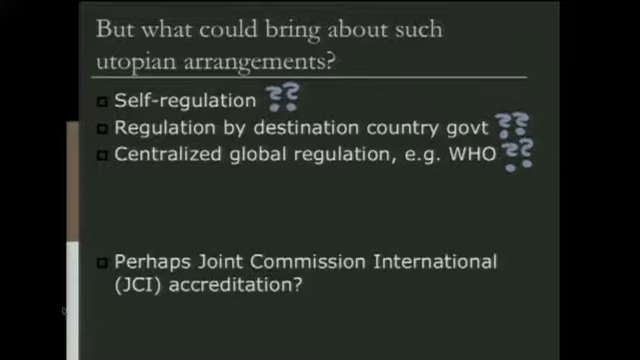 But what could bring about such
utopian arrangements?
Self-regulation ??
Regulation by destination country govt ??
Centralized global regulation, e.g. WHO ??
Perhaps Joint Commission International
(JCI) accreditation?